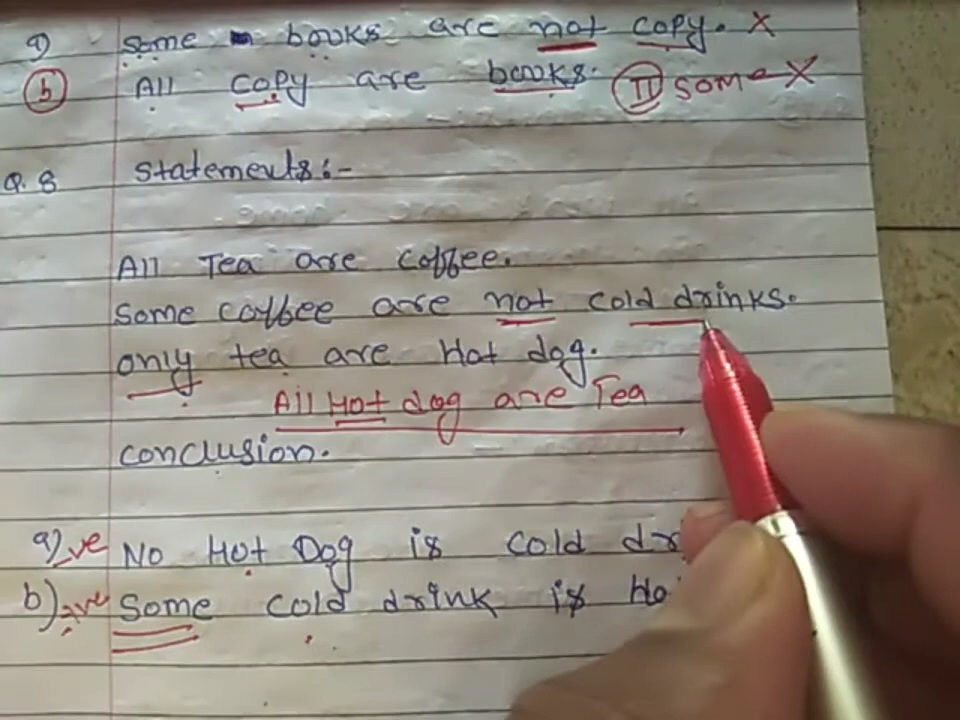 a) Some books are not copy. X
b) All copy are books. II some X
Q.8 Statements:-
All Tea are coffee.
Some coffee are not cold drinks.
only tea are Hot dog.
All Hot dog are Tea
conclusion.
a) -ve No Hot Dog is cold
b) +ve Some cold drink is